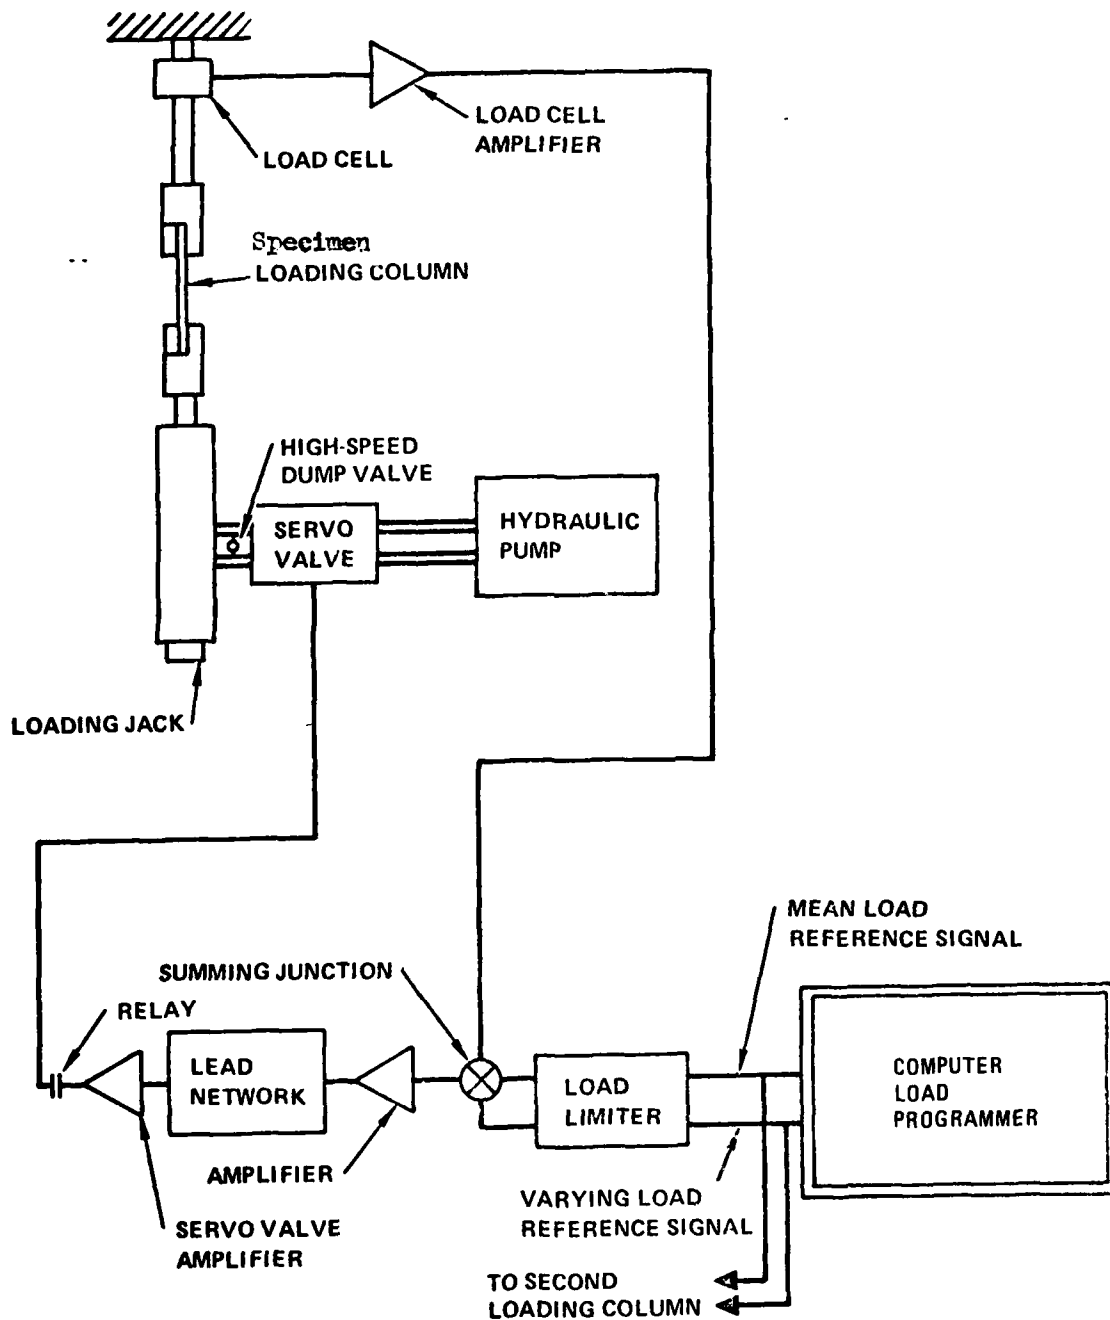 LOAD CELL
AMPLIFIER
LOAD CELL
Specimen
LOADING COLUMN
HIGH-SPEED
DUMP VALVE
SERVO
VALVE
HYDRAULIC
PUMP
LOADING JACK
MEAN LOAD
REFERENCE SIGNAL
SUMMING JUNCTION
RELAY
LEAD
NETWORK
LOAD
LIMITER
COMPUTER
LOAD
PROGRAMMER
AMPLIFIER
VARYING LOAD
REFERENCE SIGNAL
SERVO VALVE
AMPLIFIER
TO SECOND
LOADING COLUMN